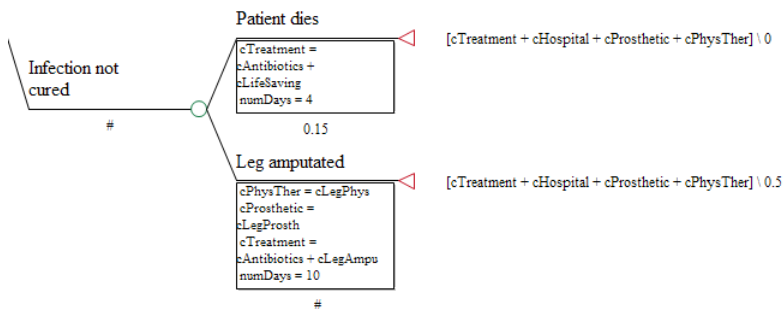 Patient dies
[cTreatment + cHospital + cProsthetic + cPhysTher] \ 0
cTreatment =
cAntibiotics +
cLifeSaving
numDays = 4
Infection not
cured
#
0.15
Leg amputated
[cTreatment + cHospital + cProsthetic + cPhysTher] \ 0.5
cPhysTher = cLegPhys
cProsthetic =
cLegProsth
cTreatment =
cAntibiotics + cLegAmpu
numDays = 10
#